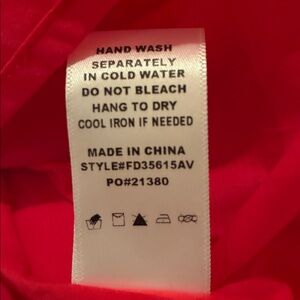 HAND WASH
SEPARATELY
IN COLD WATER
DO NOT BLEACH
HANG TO DRY
COOL IRON IF NEEDED
MADE IN CHINA
STYLE#FD35615AV
PO#21380